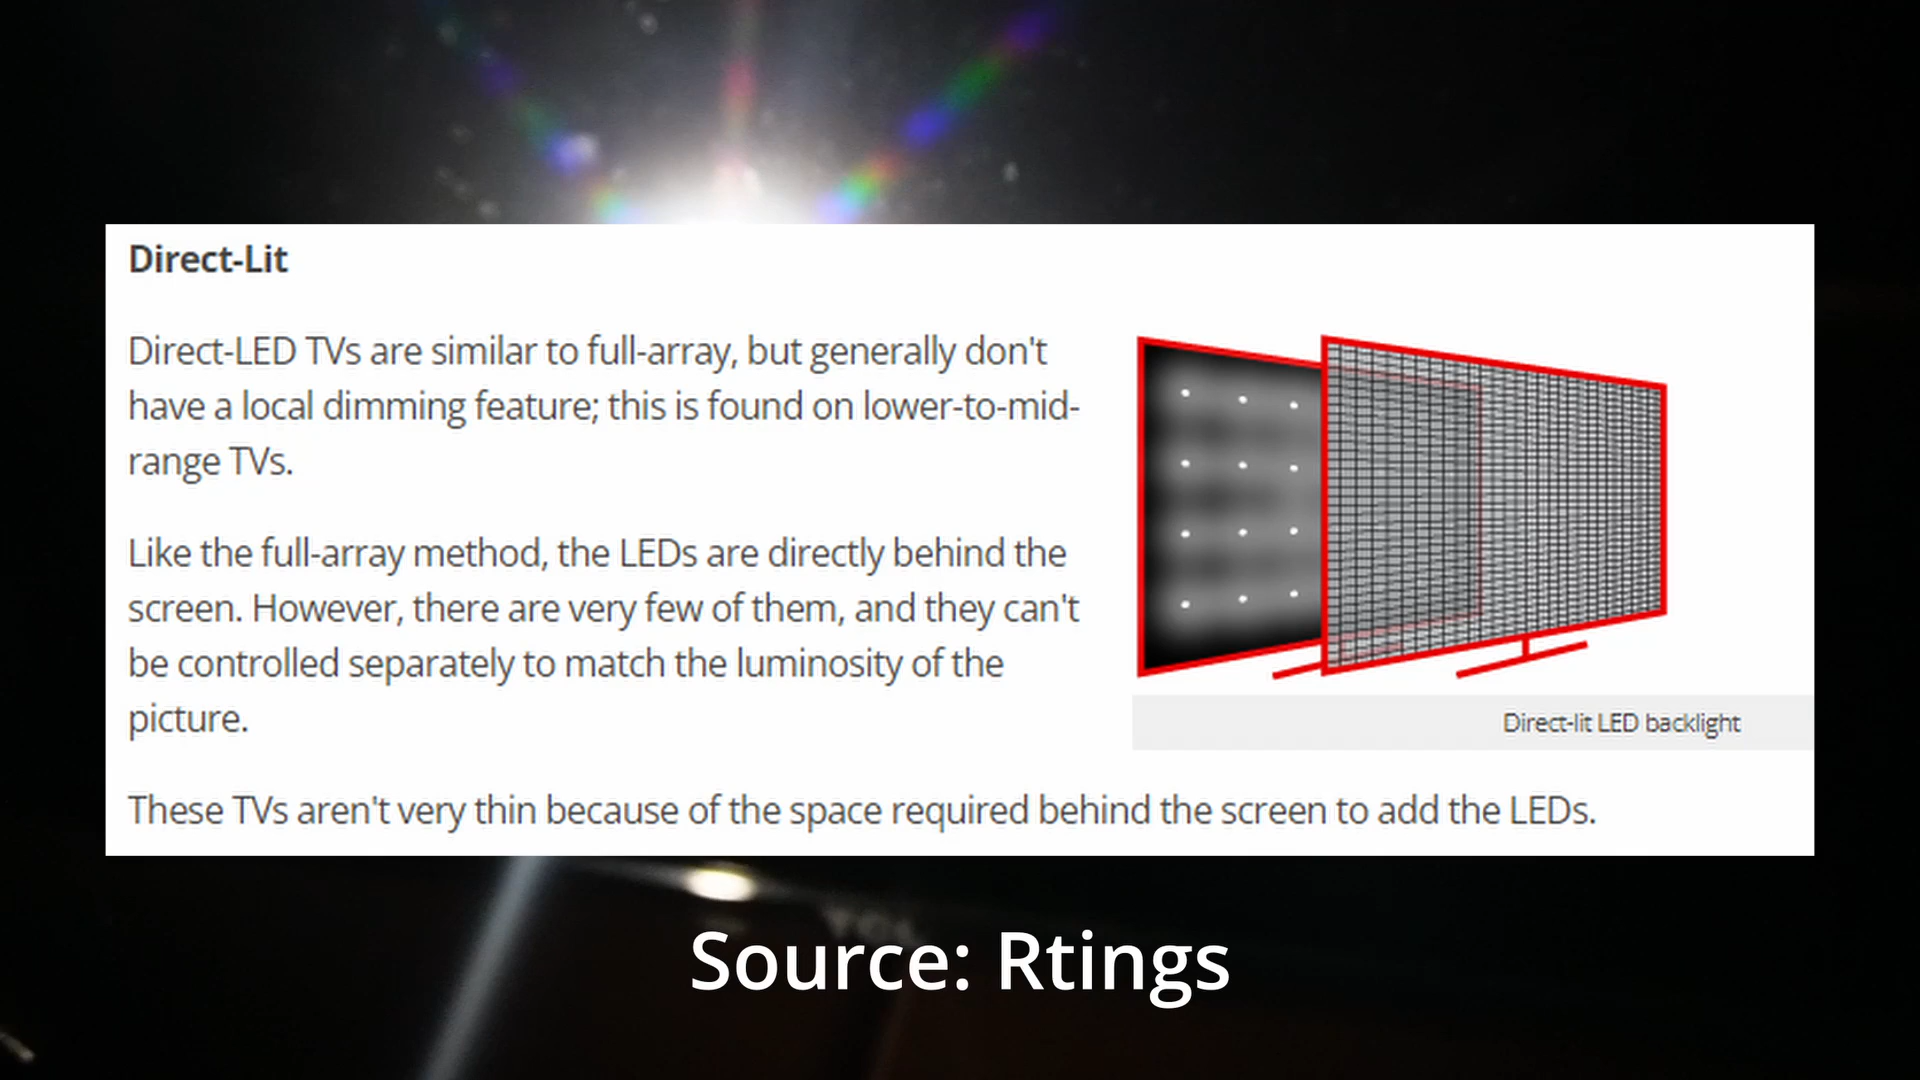 Direct-Lit
Direct-LED TVs are similar to full-array, but generally don't
have a local dimming feature; this is found on lower-to-mid-
range TVs.
Like the full-array method, the LEDs are directly behind the
screen. However, there are very few of them, and they can't
be controlled separately to match the luminosity of the
picture.
Direct-lit LED backlight
These TVs aren't very thin because of the space required behind the screen to add the LEDs.
TCL
Source: Rtings